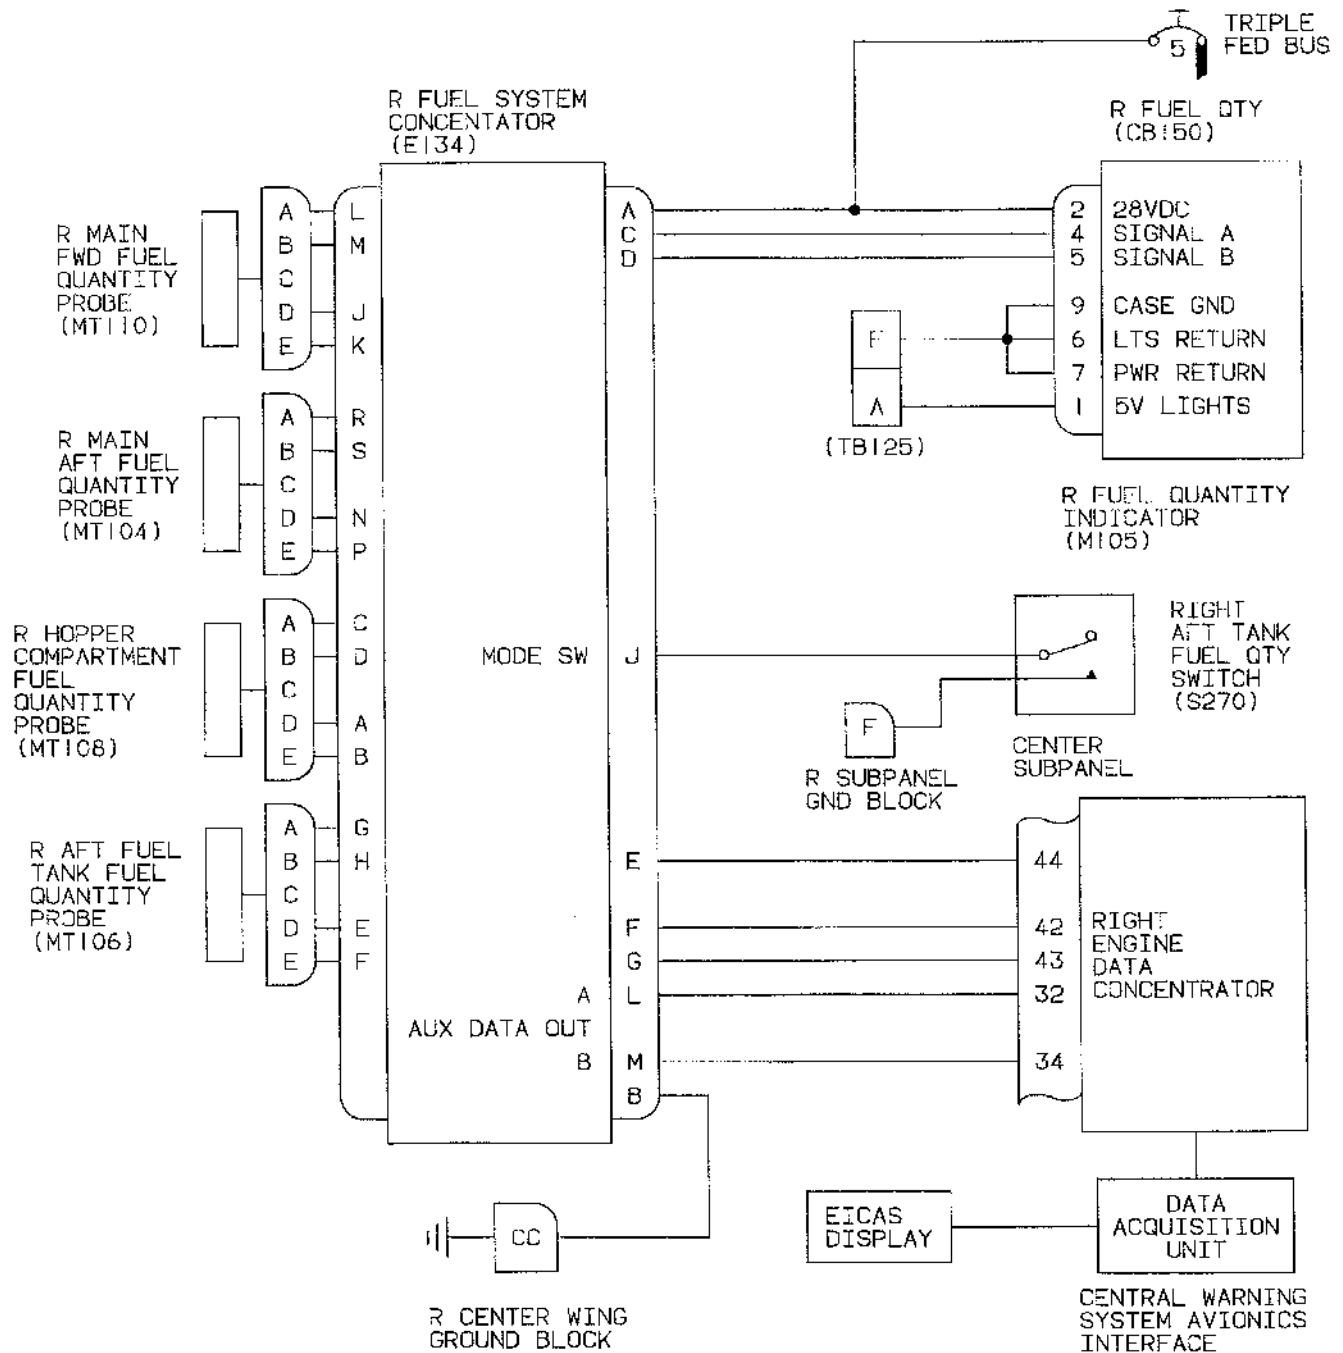 TRIPLE
FED BUS
5
R FUEL QTY
(CB150)
R FUEL SYSTEM
CONCENTATOR
(E134)
R MAIN
FWD FUEL
QUANTITY
PROBE
(MT110)
A L
B M
C
D J
E K
A
C
D
2 28VDC
4 SIGNAL A
5 SIGNAL B
9 CASE GND
6 LTS RETURN
7 PWR RETURN
1 5V LIGHTS
A
(TB125)
R FUEL QUANTITY
INDICATOR
(M105)
R MAIN
AFT FUEL
QUANTITY
PROBE
(MT104)
A R
B S
C
D N
E P
R HOPPER
COMPARTMENT
FUEL
QUANTITY
PROBE
(MT108)
A C
B D
C
D A
E B
MODE SW J
RIGHT
AFT TANK
FUEL QTY
SWITCH
(S270)
F
R SUBPANEL
GND BLOCK
CENTER
SUBPANEL
R AFT FUEL
TANK FUEL
QUANTITY
PROBE
(MT106)
A G
B H
C
D E
E F
E 44
F 42
G 43
A L 32
AUX DATA OUT
B M 34
B
RIGHT
ENGINE
DATA
CONCENTRATOR
CC
R CENTER WING
GROUND BLOCK
EICAS
DISPLAY
DATA
ACQUISITION
UNIT
CENTRAL WARNING
SYSTEM AVIONICS
INTERFACE